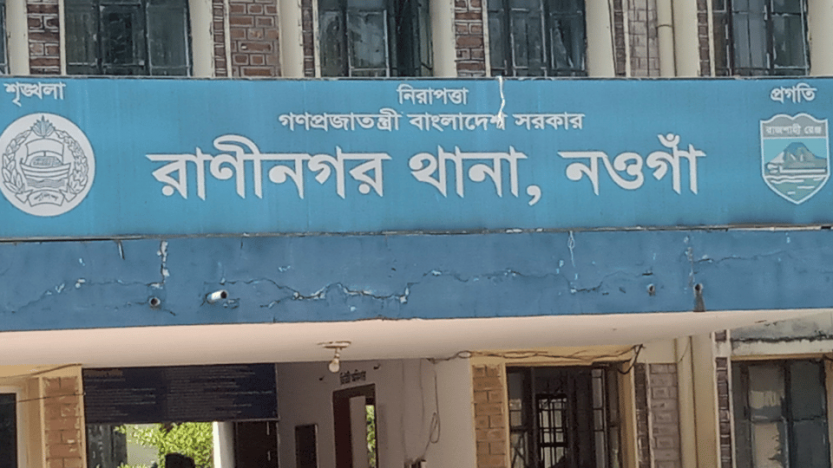 শৃঙ্খলা নিরাপত্তা প্রগতি
গণপ্রজাতন্ত্রী বাংলাদেশ সরকার
রাণীনগর থানা, নওগাঁ
রাজশাহী রেঞ্জ